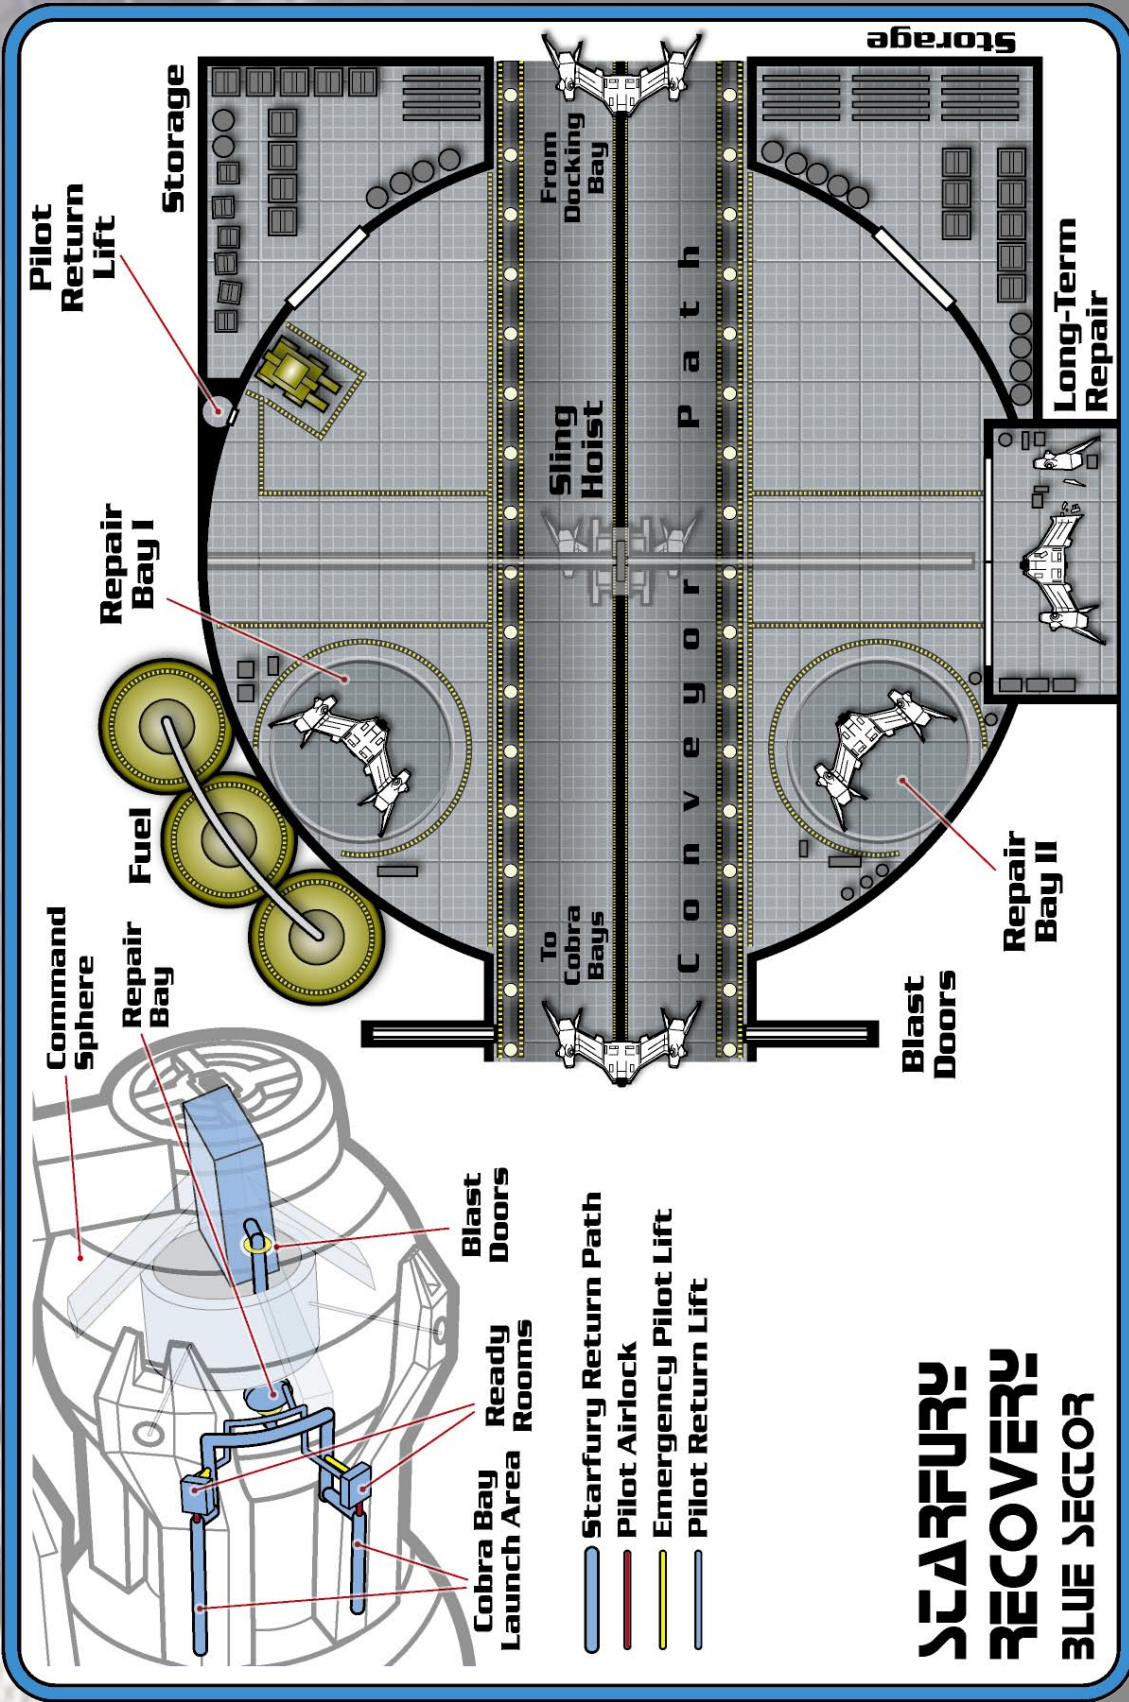 Command
Sphere
Repair
Bay
Blast
Doors
Ready
Rooms
Cobra Bay
Launch Area
Starfury Return Path
Pilot Airlock
Emergency Pilot Lift
Pilot Return Lift
STARFURY
RECOVERY
BLUE SECTOR
Fuel
Repair
Bay I
Pilot
Return
Lift
Storage
Storage
To
Cobra
Bays
Sling
Hoist
From
Docking
Bay
Conveyor Path
Blast
Doors
Repair
Bay II
Long-Term
Repair